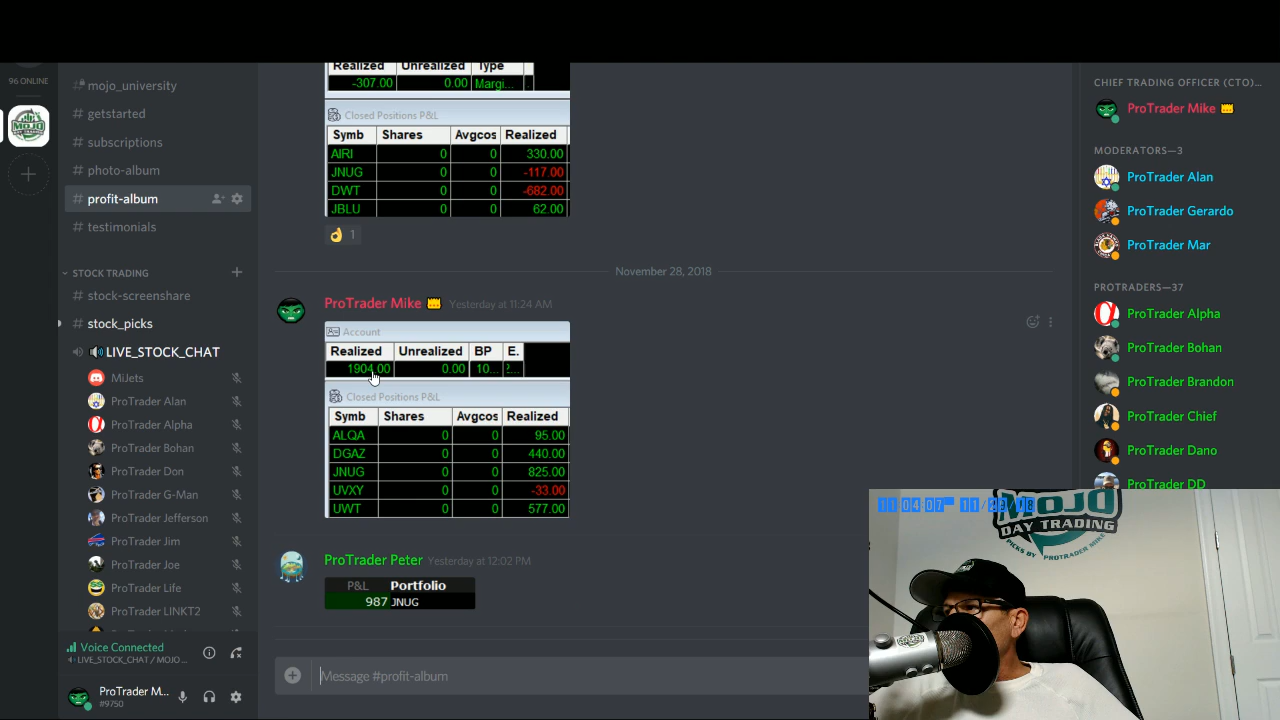 96 ONLINE
mojo_university
# getstarted
# subscriptions
# photo-album
# profit-album
# testimonials
STOCK TRADING
# stock-screenshare
# stock_picks
LIVE_STOCK_CHAT
MiJets
ProTrader Alan
ProTrader Alpha
ProTrader Bohan
ProTrader Don
ProTrader G-Man
ProTrader Jefferson
ProTrader Jim
ProTrader Joe
ProTrader Life
ProTrader LINKT2
Voice Connected
LIVE_STOCK_CHAT / MOJO ...
ProTrader M...
#9750
Realized Unrealized Type
-307.00 0.00 Margi...
Closed Positions P&L
Symb Shares Avgcos Realized
AIRI 0 0 330.00
JNUG 0 0 -117.00
DWT 0 0 -682.00
JBLU 0 0 62.00
1
November 28, 2018
ProTrader Mike Yesterday at 11:24 AM
Account
Realized Unrealized BP E.
1904.00 0.00 10...
Closed Positions P&L
Symb Shares Avgcos Realized
ALQA 0 0 95.00
DGAZ 0 0 440.00
JNUG 0 0 825.00
UVXY 0 0 -33.00
UWT 0 0 577.00
ProTrader Peter Yesterday at 12:02 PM
P&L Portfolio
987 JNUG
Message #profit-album
CHIEF TRADING OFFICER (CTO)...
ProTrader Mike
MODERATORS—3
ProTrader Alan
ProTrader Gerardo
ProTrader Mar
PROTRADERS—37
ProTrader Alpha
ProTrader Bohan
ProTrader Brandon
ProTrader Chief
ProTrader Dano
ProTrader DD
MOJO
DAY TRADING
PICKS BY PROTRADER MIKE